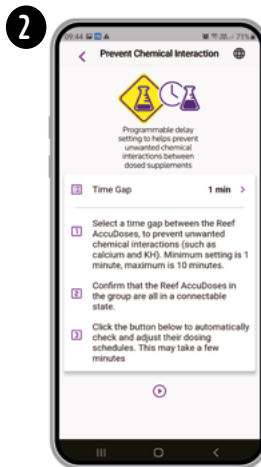 2
09:44
71%
Prevent Chemical Interaction
Programmable delay
setting to helps prevent
unwanted chemical
interactions between
dosed supplements
Time Gap 1 min
1 Select a time gap between the Reef
AccuDoses, to prevent unwanted
chemical interactions (such as
calcium and KH). Minimum setting is 1
minute, maximum is 10 minutes.
2 Confirm that the Reef AccuDoses in
the group are all in a connectable
state.
3 Click the button below to automatically
check and adjust their dosing
schedules. This may take a few
minutes